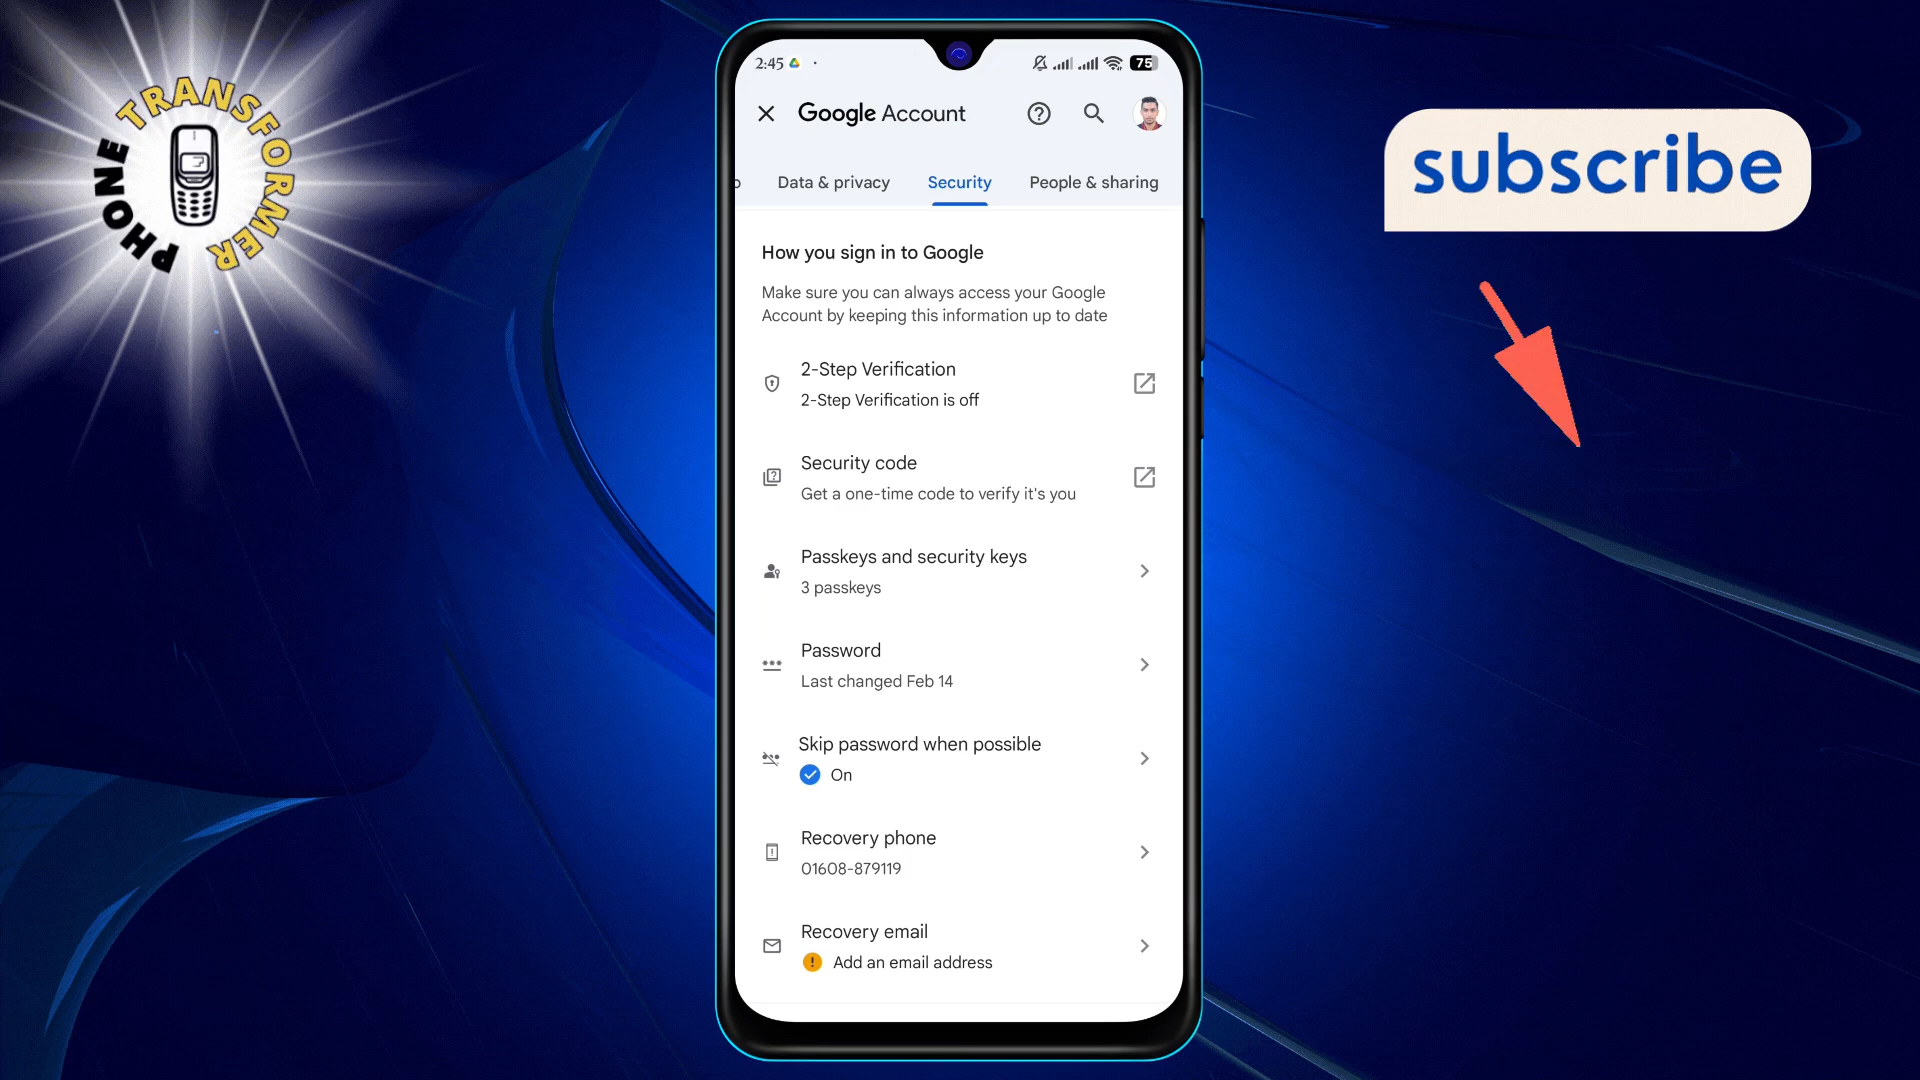 PHONE TRANSFORMER
subscribe
2:45
75
Google Account
Data & privacy
Security
People & sharing
How you sign in to Google
Make sure you can always access your Google
Account by keeping this information up to date
2-Step Verification
2-Step Verification is off
Security code
Get a one-time code to verify it's you
Passkeys and security keys
3 passkeys
Password
Last changed Feb 14
Skip password when possible
On
Recovery phone
01608-879119
Recovery email
Add an email address